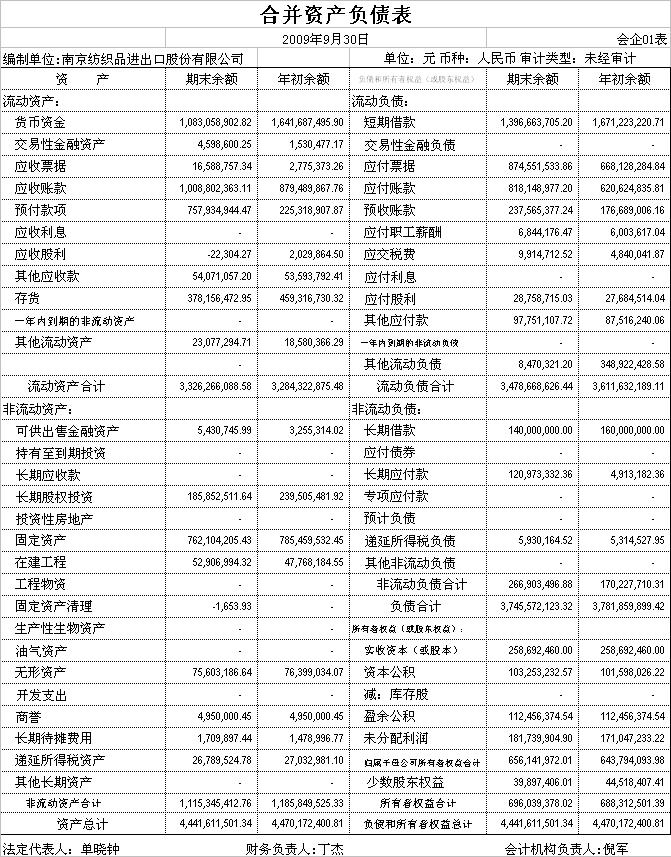 合并资产负债表
2009年9月30日 会企01表
编制单位:南京纺织品进出口股份有限公司 单位：元 币种：人民币 审计类型：未经审计
资 产 期末余额 年初余额 负债和所有者权益（或股东权益） 期末余额 年初余额
流动资产： 流动负债：
货币资金 1,083,058,902.82 1,641,687,495.90 短期借款 1,396,663,705.20 1,671,223,220.71
交易性金融资产 4,598,600.25 1,530,477.17 交易性金融负债 - -
应收票据 16,588,757.34 2,775,373.26 应付票据 874,551,533.86 668,128,284.84
应收账款 1,008,802,363.11 879,489,867.76 应付账款 818,148,977.20 620,624,835.81
预付款项 757,934,944.47 225,318,907.87 预收账款 237,565,377.24 176,689,006.16
应收利息 - - 应付职工薪酬 6,844,176.47 6,003,617.04
应收股利 -22,304.27 2,029,864.50 应交税费 9,914,712.52 4,840,041.87
其他应收款 54,071,057.20 53,593,792.41 应付利息 - -
存货 378,156,472.95 459,316,730.32 应付股利 28,758,715.03 27,684,514.04
一年内到期的非流动资产 - - 其他应付款 97,751,107.72 87,516,240.06
其他流动资产 23,077,294.71 18,580,366.29 一年内到期的非流动负债 - -
- - 其他流动负债 8,470,321.20 348,922,428.58
流动资产合计 3,326,266,088.58 3,284,322,875.48 流动负债合计 3,478,668,626.44 3,611,632,189.11
非流动资产： 非流动负债：
可供出售金融资产 5,430,745.99 3,255,314.02 长期借款 140,000,000.00 160,000,000.00
持有至到期投资 - - 应付债券 - -
长期应收款 - - 长期应付款 120,973,332.36 4,913,182.36
长期股权投资 185,852,511.64 239,505,481.92 专项应付款 - -
投资性房地产 - - 预计负债 - -
固定资产 762,104,205.43 785,459,532.45 递延所得税负债 5,930,164.52 5,314,527.95
在建工程 52,906,994.32 47,768,184.55 其他非流动负债 - -
工程物资 - - 非流动负债合计 266,903,496.88 170,227,710.31
固定资产清理 -1,653.93 - 负债合计 3,745,572,123.32 3,781,859,899.42
生产性生物资产 - - 所有者权益（或股东权益）：
油气资产 - - 实收资本（或股本） 258,692,460.00 258,692,460.00
无形资产 75,603,186.64 76,399,034.07 资本公积 103,253,232.57 101,598,026.22
开发支出 - - 减：库存股 - -
商誉 4,950,000.45 4,950,000.45 盈余公积 112,456,374.54 112,456,374.54
长期待摊费用 1,709,897.44 1,478,996.77 未分配利润 181,739,904.90 171,047,233.22
递延所得税资产 26,789,524.78 27,032,981.10 归属于母公司所有者权益合计 656,141,972.01 643,794,093.98
其他长期资产 - - 少数股东权益 39,897,406.01 44,518,407.41
非流动资产合计 1,115,345,412.76 1,185,849,525.33 所有者权益合计 696,039,378.02 688,312,501.39
资产总计 4,441,611,501.34 4,470,172,400.81 负债和所有者权益总计 4,441,611,501.34 4,470,172,400.81
法定代表人：单晓钟 财务负责人:丁杰 会计机构负责人:倪军